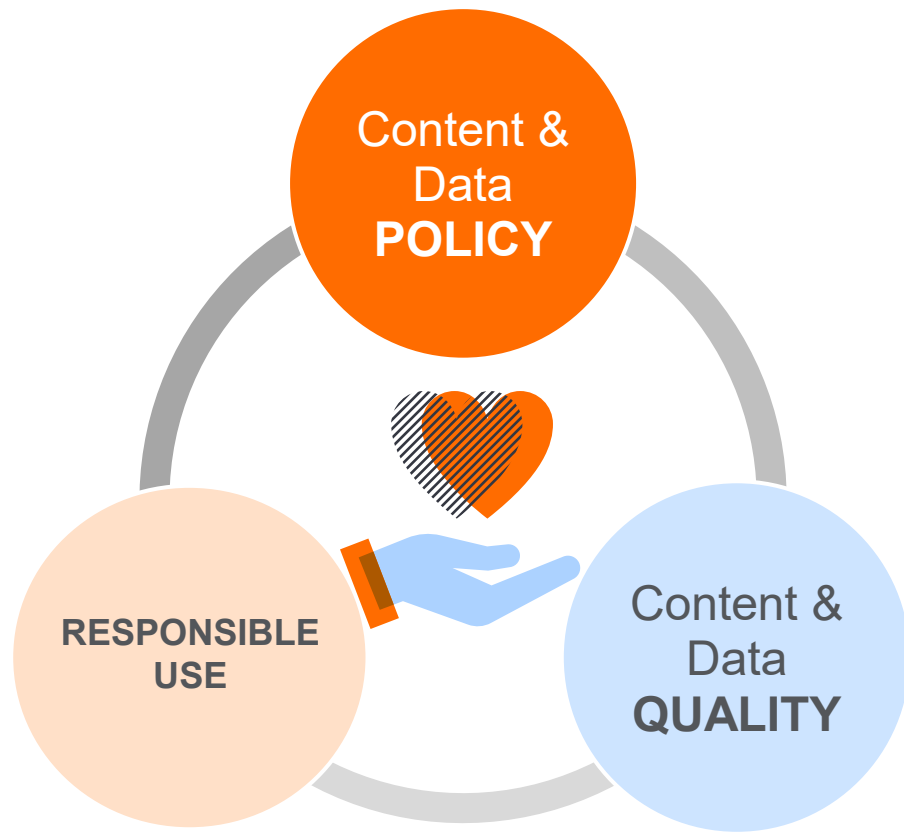 Content &
Data
POLICY
RESPONSIBLE
USE
Content &
Data
QUALITY